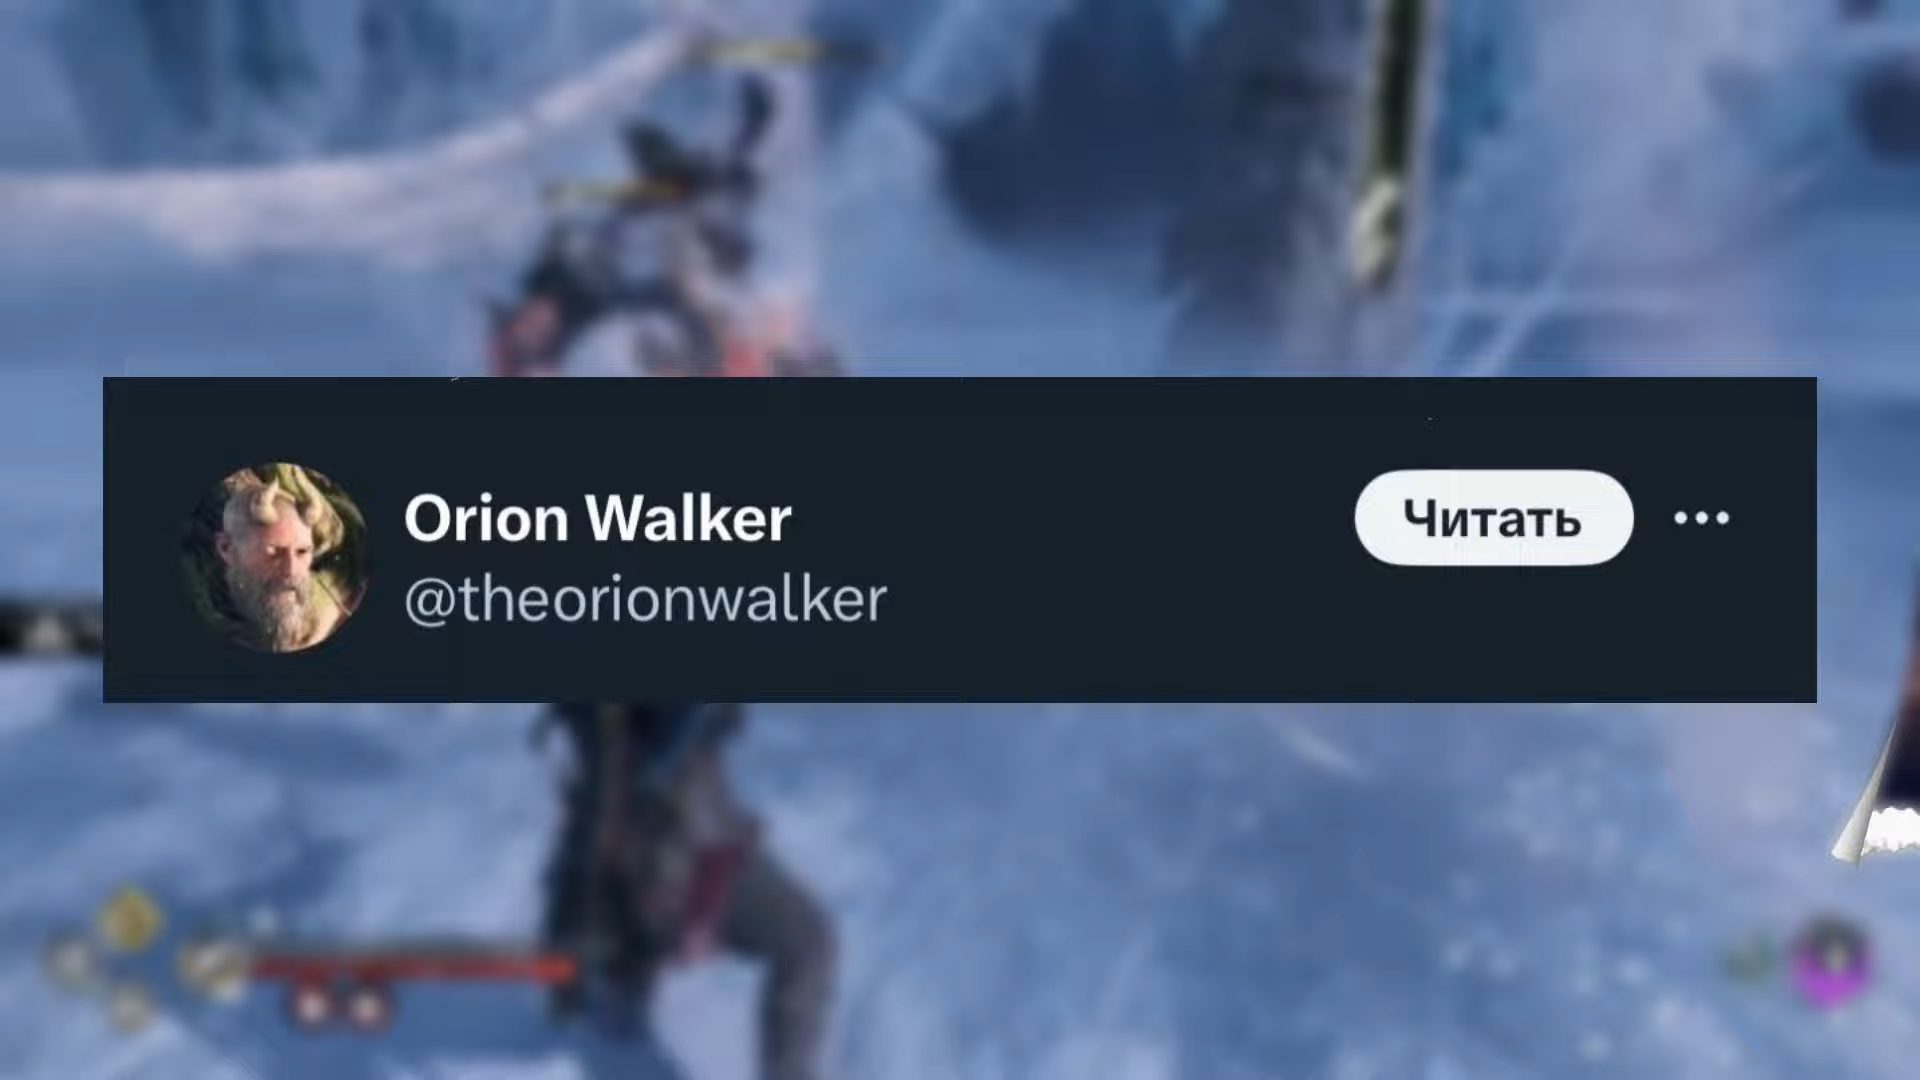 Orion Walker
@theorionwalker
Читать